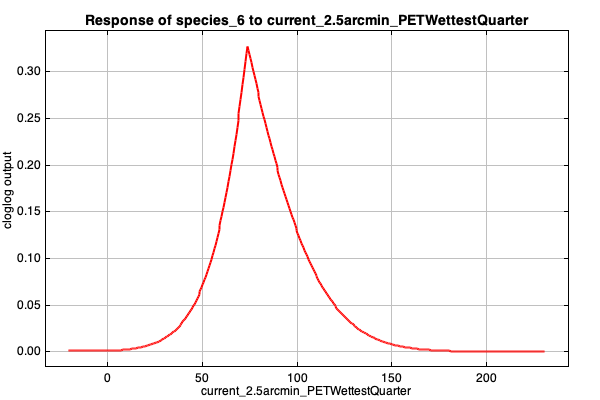 Response of species_6 to current_2.5arcmin_PETWettestQuarter
0.30
0.25
0.20
0.15
0.10
0.05
0.00
cloglog output
0 50 100 150 200
current_2.5arcmin_PETWettestQuarter